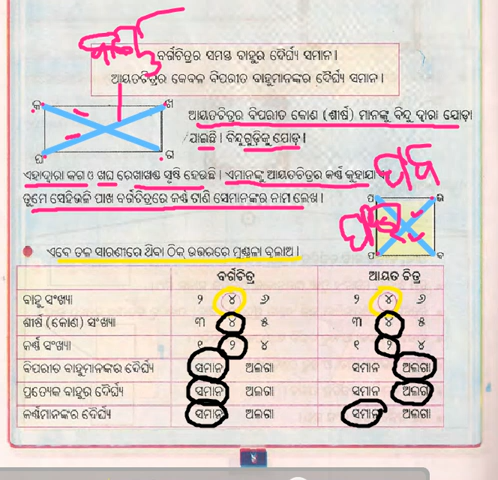 ବର୍ଗଚିତ୍ରର ସମସ୍ତ ବାହୁର ଦୈର୍ଘ୍ୟ ସମାନ।
ଆୟତଚିତ୍ରର କେବଳ ବିପରୀତ ବାହୁମାନଙ୍କର ଦୈର୍ଘ୍ୟ ସମାନ।
କ ଖ
ଆୟତଚିତ୍ରର ବିପରୀତ କୋଣ (ଶୀର୍ଷ) ମାନଙ୍କୁ ବିନ୍ଦୁ ଦ୍ୱାରା ଯୋଡ଼ା
ଯାଇଛି। ବିନ୍ଦୁଗୁଡ଼ିକୁ ଯୋଡ଼।
ଘ ଗ
ଏହାଦ୍ୱାରା କଗ ଓ ଖଘ ରେଖାଖଣ୍ଡ ସୃଷ୍ଟି ହେଉଛି। ଏମାନଙ୍କୁ ଆୟତଚିତ୍ରର କର୍ଣ୍ଣ କୁହାଯାଏ
ତୁମେ ସେହିଭଳି ପାଖ ବର୍ଗଚିତ୍ରରେ କର୍ଣ୍ଣ ଟାଣି ସେମାନଙ୍କର ନାମ ଲେଖ।
ଏବେ ତଳ ସାରଣୀରେ ଥିବା ଠିକ୍ ଉତ୍ତରରେ ମୁଣ୍ଡଳା ବୁଲାଅ।
ବର୍ଗଚିତ୍ର ଆୟତ ଚିତ୍ର
ବାହୁ ସଂଖ୍ୟା ୨ ୪ ୬ ୨ ୪ ୬
ଶୀର୍ଷ (କୋଣ) ସଂଖ୍ୟା ୩ ୪ ୫ ୩ ୪ ୫
କର୍ଣ୍ଣ ସଂଖ୍ୟା ୧ ୨ ୪ ୧ ୨ ୪
ବିପରୀତ ବାହୁମାନଙ୍କର ଦୈର୍ଘ୍ୟ ସମାନ ଅଲଗା ସମାନ ଅଲଗା
ପ୍ରତ୍ୟେକ ବାହୁର ଦୈର୍ଘ୍ୟ ସମାନ ଅଲଗା ସମାନ ଅଲଗା
କର୍ଣ୍ଣମାନଙ୍କର ଦୈର୍ଘ୍ୟ ସମାନ ଅଲଗା ସମାନ ଅଲଗା
୪